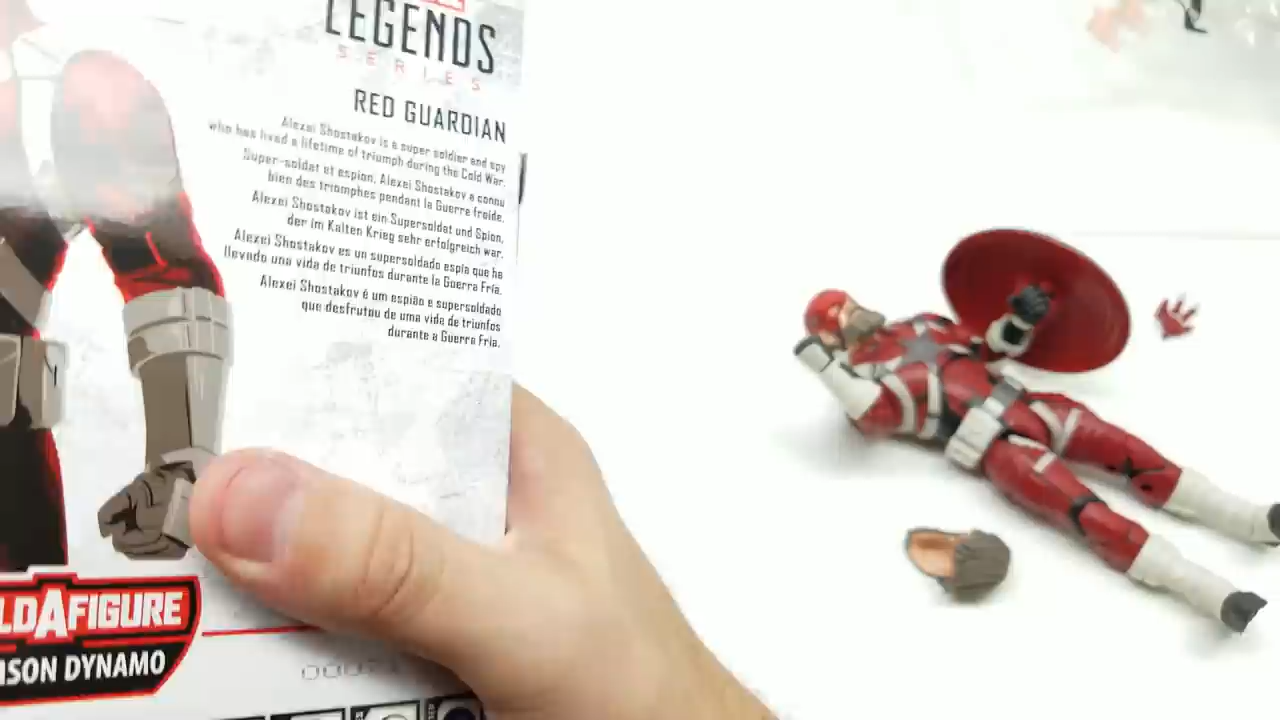 LEGENDS
SERIES
RED GUARDIAN
Alexei Shostakov is a super soldier and spy
who has lived a lifetime of triumph during the Cold War.
Super-soldat et espion, Alexei Shostakov a connu
bien des triomphes pendant la Guerre froide.
Alexei Shostakov ist ein Supersoldat und Spion,
der im Kalten Krieg sehr erfolgreich war.
Alexei Shostakov es un supersoldado espía que ha
llevado una vida de triunfos durante la Guerra Fría.
Alexei Shostakov é um espião e supersoldado
que desfrutou de uma vida de triunfos
durante a Guerra Fria.
LDAFIGURE
MSON DYNAMO